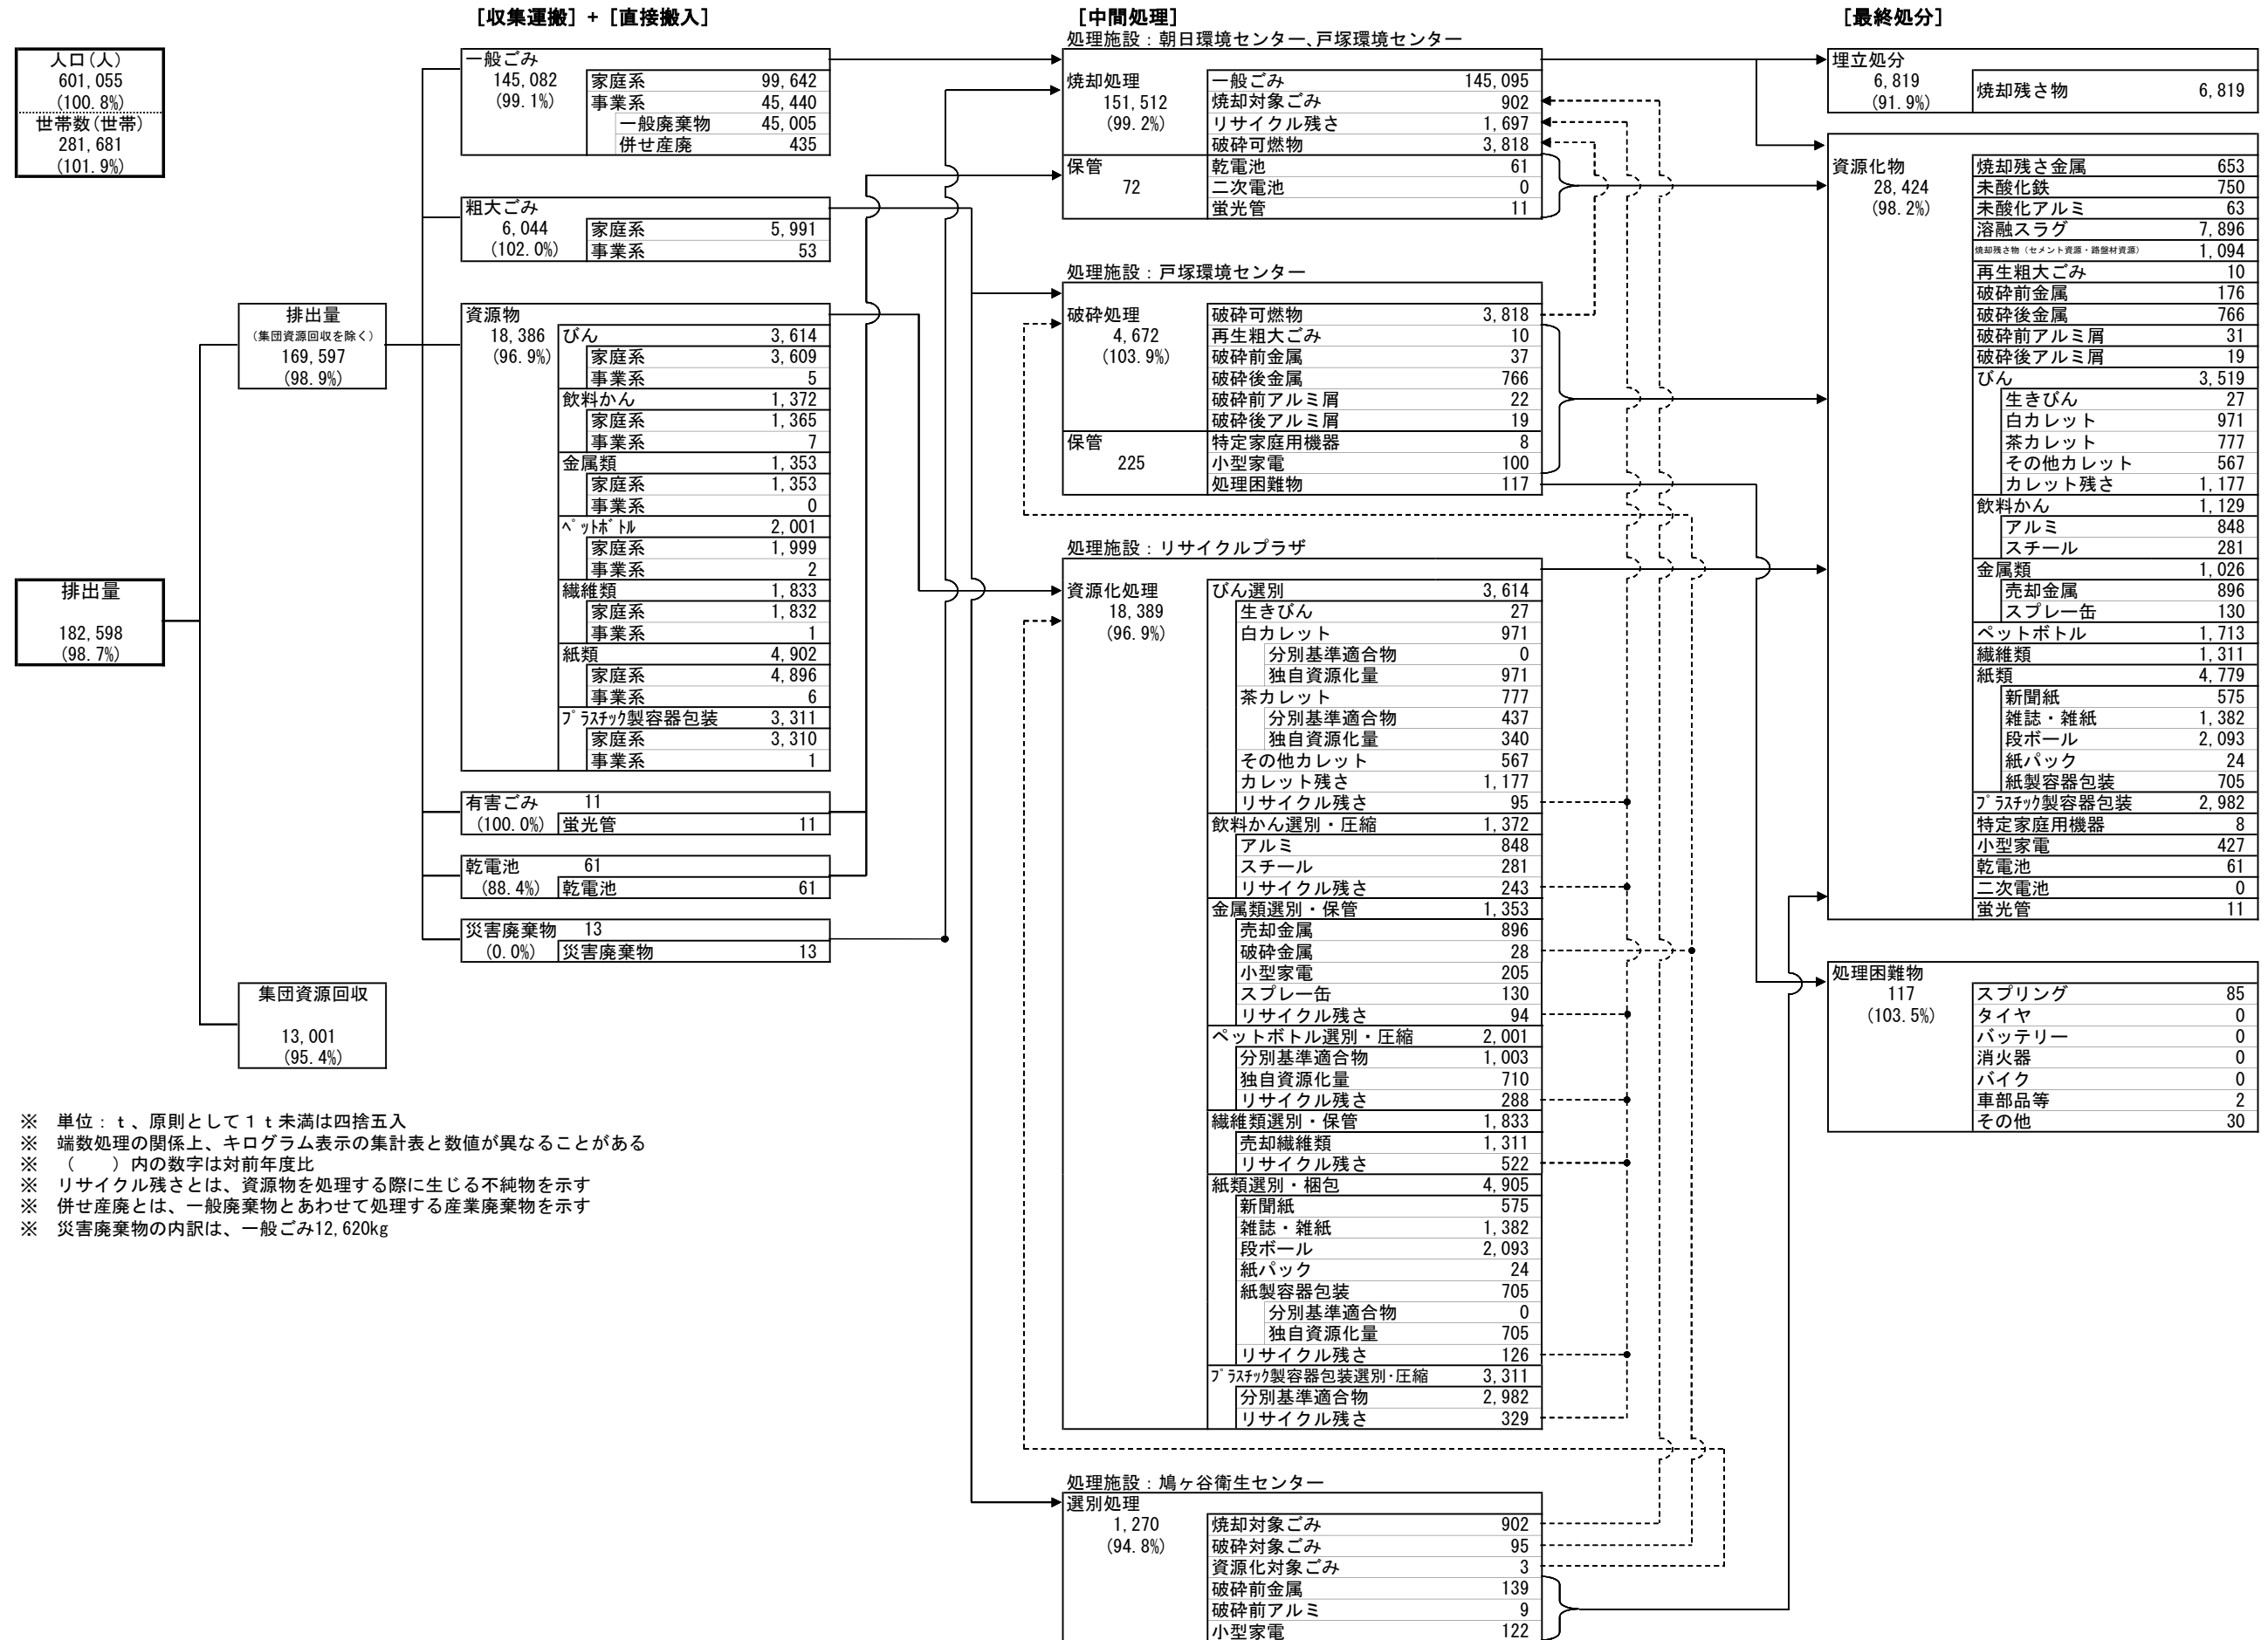 ［収集運搬］＋［直接搬入］
［中間処理］
［最終処分］
人口(人)
601,055
(100.8%)
世帯数(世帯)
281,681
(101.9%)
排出量
182,598
(98.7%)
排出量
（集団資源回収を除く）
169,597
(98.9%)
集団資源回収
13,001
(95.4%)
一般ごみ
145,082
(99.1%)
家庭系 99,642
事業系 45,440
一般廃棄物 45,005
併せ産廃 435
粗大ごみ
6,044
(102.0%)
家庭系 5,991
事業系 53
資源物
18,386
(96.9%)
びん 3,614
家庭系 3,609
事業系 5
飲料かん 1,372
家庭系 1,365
事業系 7
金属類 1,353
家庭系 1,353
事業系 0
ﾍﾟｯﾄﾎﾞﾄﾙ 2,001
家庭系 1,999
事業系 2
繊維類 1,833
家庭系 1,832
事業系 1
紙類 4,902
家庭系 4,896
事業系 6
ﾌﾟﾗｽﾁｯｸ製容器包装 3,311
家庭系 3,310
事業系 1
有害ごみ 11
(100.0%) 蛍光管 11
乾電池 61
(88.4%) 乾電池 61
災害廃棄物 13
(0.0%) 災害廃棄物 13
処理施設：朝日環境センター、戸塚環境センター
焼却処理
151,512
(99.2%)
一般ごみ 145,095
焼却対象ごみ 902
リサイクル残さ 1,697
破砕可燃物 3,818
保管
72
乾電池 61
二次電池 0
蛍光管 11
処理施設：戸塚環境センター
破砕処理
4,672
(103.9%)
破砕可燃物 3,818
再生粗大ごみ 10
破砕前金属 37
破砕後金属 766
破砕前アルミ屑 22
破砕後アルミ屑 19
保管
225
特定家庭用機器 8
小型家電 100
処理困難物 117
処理施設：リサイクルプラザ
資源化処理
18,389
(96.9%)
びん選別 3,614
生きびん 27
白カレット 971
分別基準適合物 0
独自資源化量 971
茶カレット 777
分別基準適合物 437
独自資源化量 340
その他カレット 567
カレット残さ 1,177
リサイクル残さ 95
飲料かん選別・圧縮 1,372
アルミ 848
スチール 281
リサイクル残さ 243
金属類選別・保管 1,353
売却金属 896
破砕金属 28
小型家電 205
スプレー缶 130
リサイクル残さ 94
ペットボトル選別・圧縮 2,001
分別基準適合物 1,003
独自資源化量 710
リサイクル残さ 288
繊維類選別・保管 1,833
売却繊維類 1,311
リサイクル残さ 522
紙類選別・梱包 4,905
新聞紙 575
雑誌・雑紙 1,382
段ボール 2,093
紙パック 24
紙製容器包装 705
分別基準適合物 0
独自資源化量 705
リサイクル残さ 126
ﾌﾟﾗｽﾁｯｸ製容器包装選別･圧縮 3,311
分別基準適合物 2,982
リサイクル残さ 329
処理施設：鳩ヶ谷衛生センター
選別処理
1,270
(94.8%)
焼却対象ごみ 902
破砕対象ごみ 95
資源化対象ごみ 3
破砕前金属 139
破砕前アルミ 9
小型家電 122
埋立処分
6,819
(91.9%)
焼却残さ物 6,819
資源化物
28,424
(98.2%)
焼却残さ金属 653
未酸化鉄 750
未酸化アルミ 63
溶融スラグ 7,896
焼却残さ物（セメント資源・路盤材資源） 1,094
再生粗大ごみ 10
破砕前金属 176
破砕後金属 766
破砕前アルミ屑 31
破砕後アルミ屑 19
びん 3,519
生きびん 27
白カレット 971
茶カレット 777
その他カレット 567
カレット残さ 1,177
飲料かん 1,129
アルミ 848
スチール 281
金属類 1,026
売却金属 896
スプレー缶 130
ペットボトル 1,713
繊維類 1,311
紙類 4,779
新聞紙 575
雑誌・雑紙 1,382
段ボール 2,093
紙パック 24
紙製容器包装 705
ﾌﾟﾗｽﾁｯｸ製容器包装 2,982
特定家庭用機器 8
小型家電 427
乾電池 61
二次電池 0
蛍光管 11
処理困難物
117
(103.5%)
スプリング 85
タイヤ 0
バッテリー 0
消火器 0
バイク 0
車部品等 2
その他 30
※　単位：ｔ、原則として１ｔ未満は四捨五入
※　端数処理の関係上、キログラム表示の集計表と数値が異なることがある
※　（　　）内の数字は対前年度比
※　リサイクル残さとは、資源物を処理する際に生じる不純物を示す
※　併せ産廃とは、一般廃棄物とあわせて処理する産業廃棄物を示す
※　災害廃棄物の内訳は、一般ごみ12,620kg